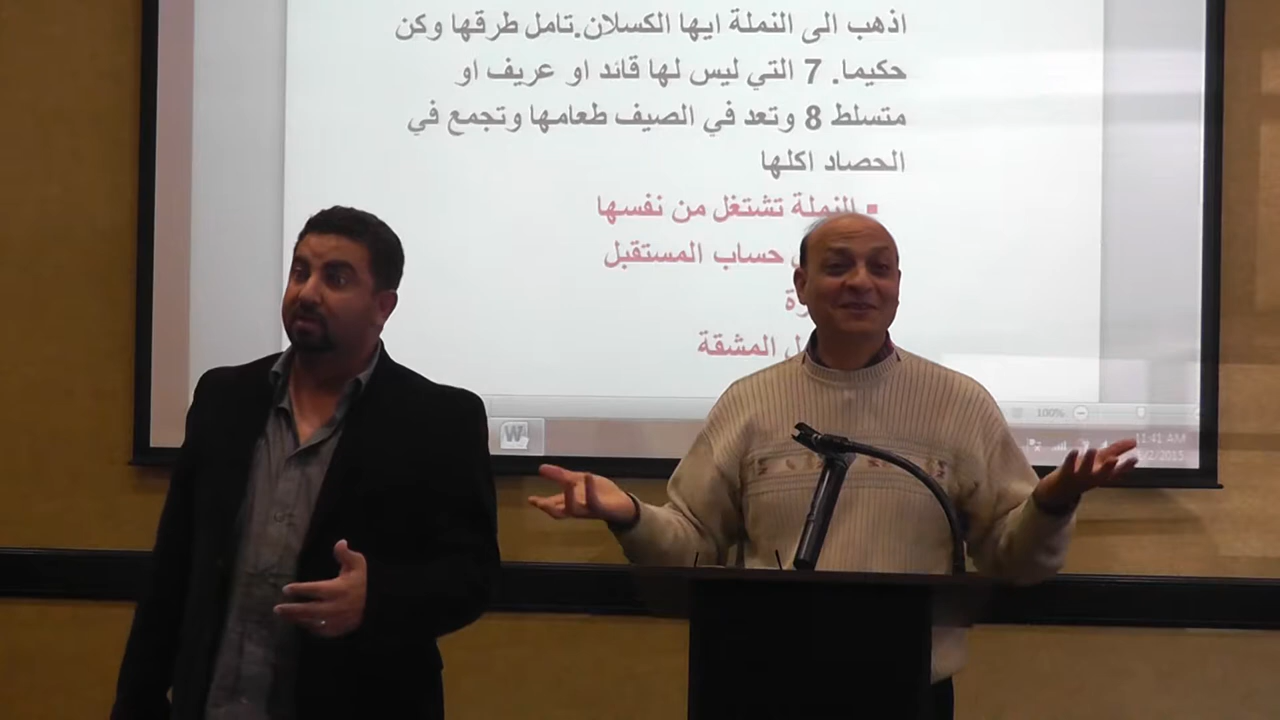 اذهب الى النملة ايها الكسلان.تامل طرقها وكن
حكيما. 7 التي ليس لها قائد او عريف او
متسلط 8 وتعد في الصيف طعامها وتجمع في
الحصاد اكلها
▪ النملة تشتغل من نفسها
حساب المستقبل
المشقة
100%
W
11:41 AM
/2/2015